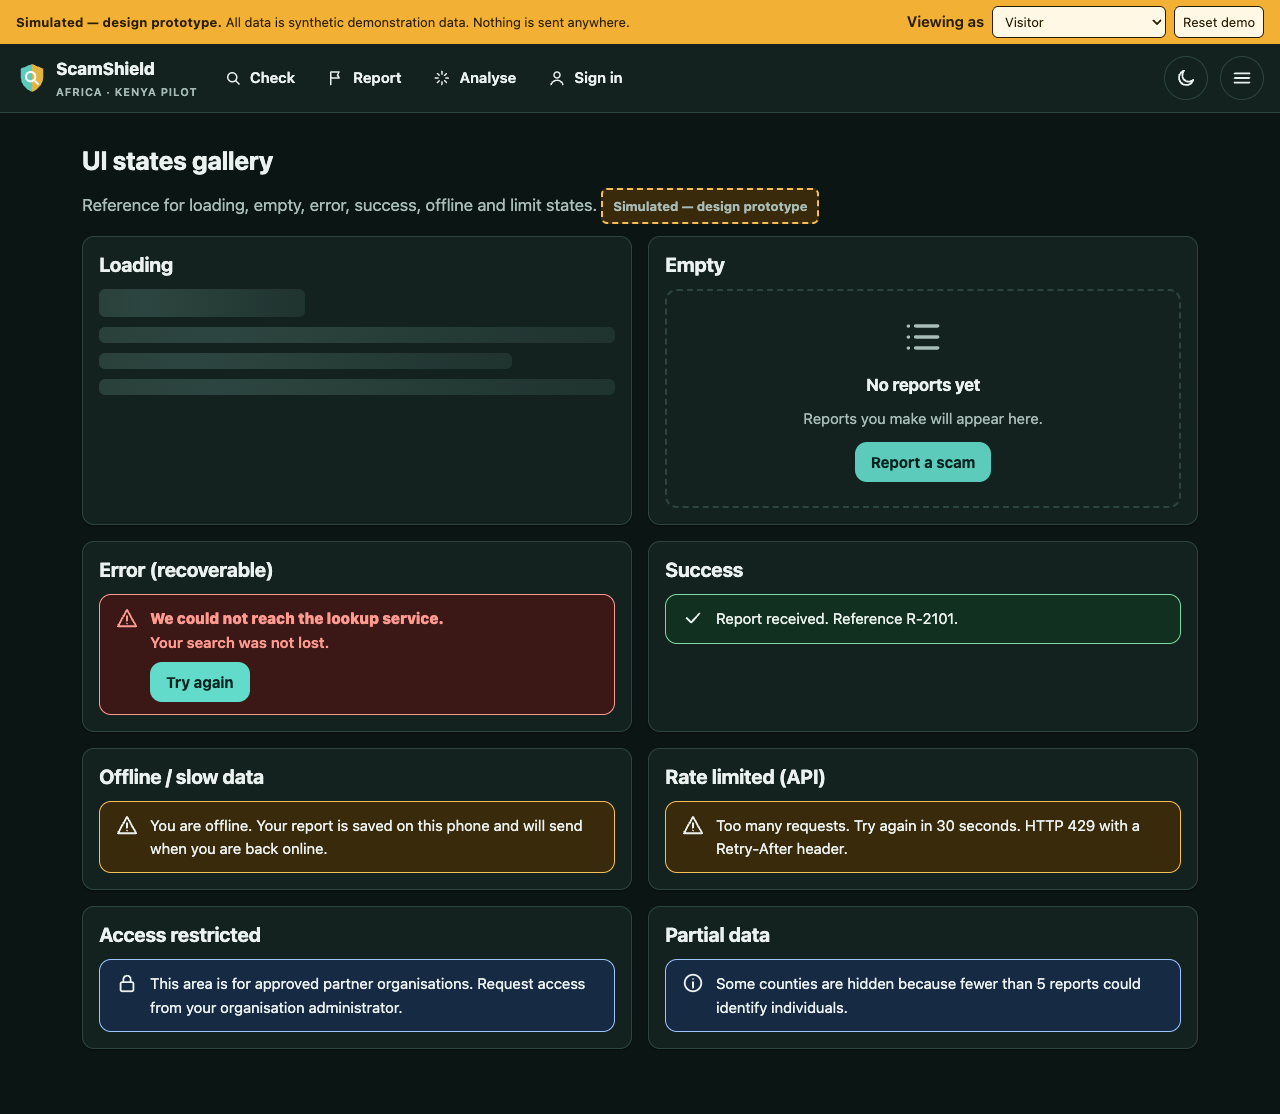 Simulated — design prototype. All data is synthetic demonstration data. Nothing is sent anywhere.
Viewing as
Visitor
Reset demo
ScamShield
AFRICA · KENYA PILOT
Check
Report
Analyse
Sign in
UI states gallery
Reference for loading, empty, error, success, offline and limit states.
Simulated — design prototype
Loading
Empty
No reports yet
Reports you make will appear here.
Report a scam
Error (recoverable)
We could not reach the lookup service.
Your search was not lost.
Try again
Success
Report received. Reference R-2101.
Offline / slow data
You are offline. Your report is saved on this phone and will send
when you are back online.
Rate limited (API)
Too many requests. Try again in 30 seconds. HTTP 429 with a
Retry-After header.
Access restricted
This area is for approved partner organisations. Request access
from your organisation administrator.
Partial data
Some counties are hidden because fewer than 5 reports could
identify individuals.